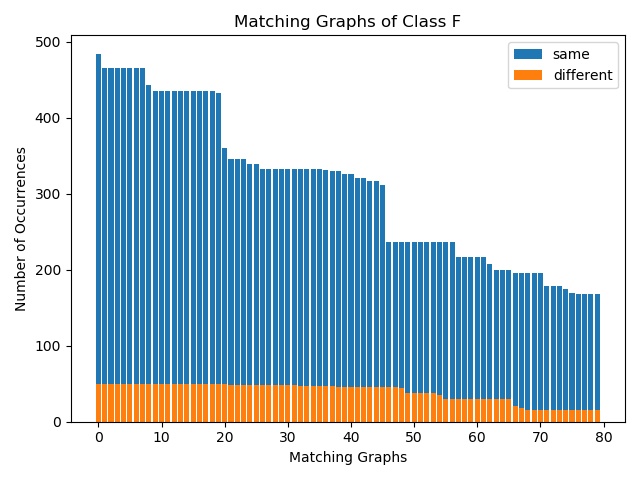 Matching Graphs of Class F
same
different
Number of Occurrences
500
400
300
200
100
0
0 10 20 30 40 50 60 70 80
Matching Graphs